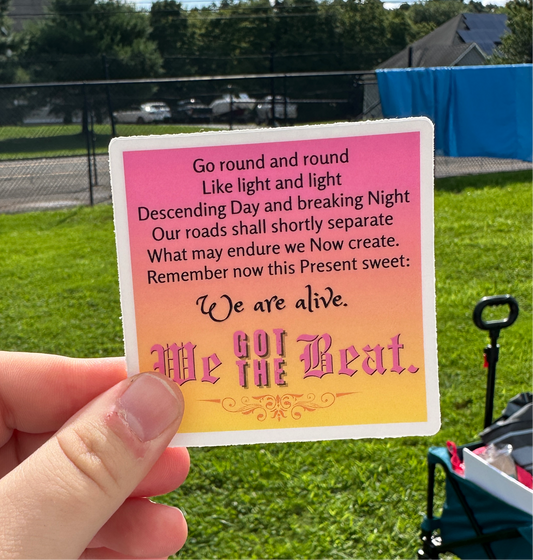 Go round and round
Like light and light
Descending Day and breaking Night
Our roads shall shortly separate
What may endure we Now create.
Remember now this Present sweet:
We are alive.
We GOT THE Beat.